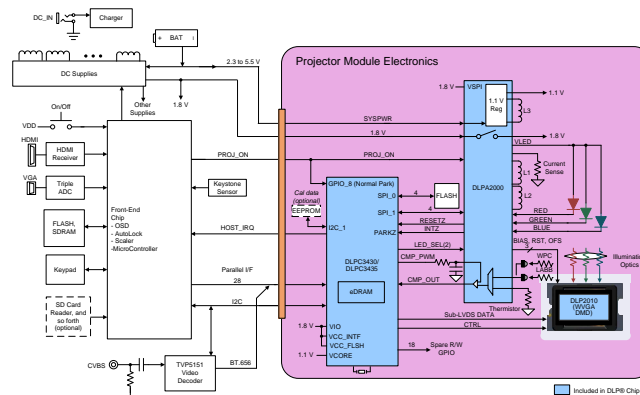 DC_IN
Charger
BAT
2.3 to 5.5 V
DC Supplies
Other
Supplies
1.8 V
On/Off
VDD
HDMI
HDMI
Receiver
VGA
Triple
ADC
FLASH,
SDRAM
Keypad
SD Card
Reader, and
so forth
(optional)
CVBS
Front-End
Chip
- OSD
- AutoLock
- Scaler
-MicroController
TVP5151
Video
Decoder
BT.656
PROJ_ON
Keystone
Sensor
HOST_IRQ
Parallel I/F
28
I2C
Projector Module Electronics
SYSPWR
1.8 V
PROJ_ON
GPIO_8 (Normal Park)
Cal data
(optional)
EEPROM
I2C_1
SPI_0
4
FLASH
SPI_1
4
RESETZ
PARKZ
INTZ
LED_SEL(2)
DLPC3430/
DLPC3435
CMP_PWM
CMP_OUT
eDRAM
1.8 V
VIO
VCC_INTF
VCC_FLSH
1.1 V
VCORE
Sub-LVDS DATA
CTRL
18
Spare R/W
GPIO
1.8 V
VSPI
1.1 V
Reg
1.1 V
L3
1.8 V
VLED
DLPA2000
L1
L2
Current
Sense
RED
GREEN
BLUE
BIAS, RST, OFS
3
WPC
LABB
Thermistor
Illumination
Optics
DLP2010
(WVGA
DMD)
Included in DLP® Chip